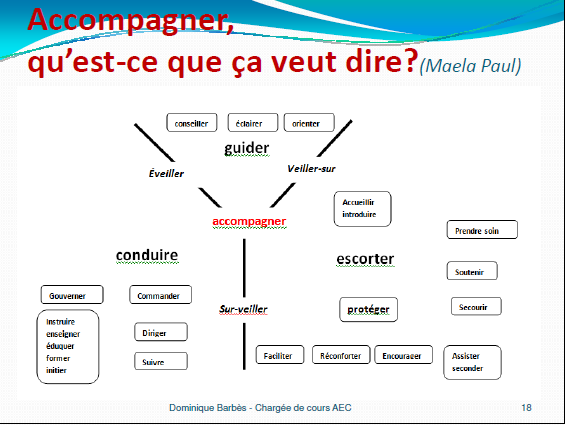 Accompagner,
qu'est-ce que ça veut dire?(Maela Paul)
conseiller
éclairer
orienter
guider
Éveiller
Veiller-sur
Accueillir
introduire
accompagner
Prendre soin
conduire
escorter
Soutenir
Gouverner
Commander
Sur-veiller
protéger
Secourir
Instruire
enseigner
éduquer
former
initier
Diriger
Suivre
Faciliter
Réconforter
Encourager
Assister
seconder
Dominique Barbès - Chargée de cours AEC
18